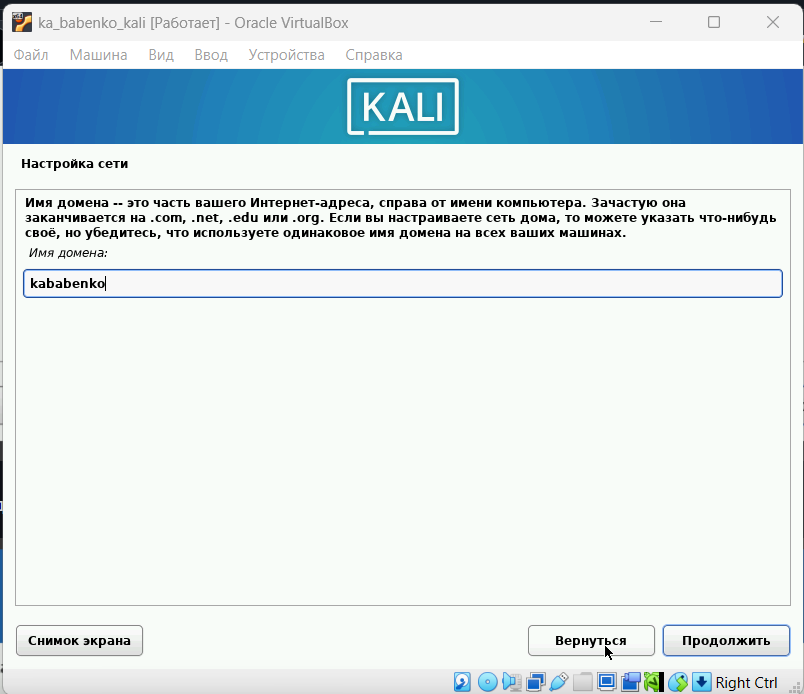 ka_babenko_kali [Работает] - Oracle VirtualBox
Файл Машина Вид Ввод Устройства Справка
KALI
Настройка сети
Имя домена -- это часть вашего Интернет-адреса, справа от имени компьютера. Зачастую она
заканчивается на .com, .net, .edu или .org. Если вы настраиваете сеть дома, то можете указать что-нибудь
своё, но убедитесь, что используете одинаковое имя домена на всех ваших машинах.
Имя домена:
kababenko
Снимок экрана Вернуться Продолжить
Right Ctrl